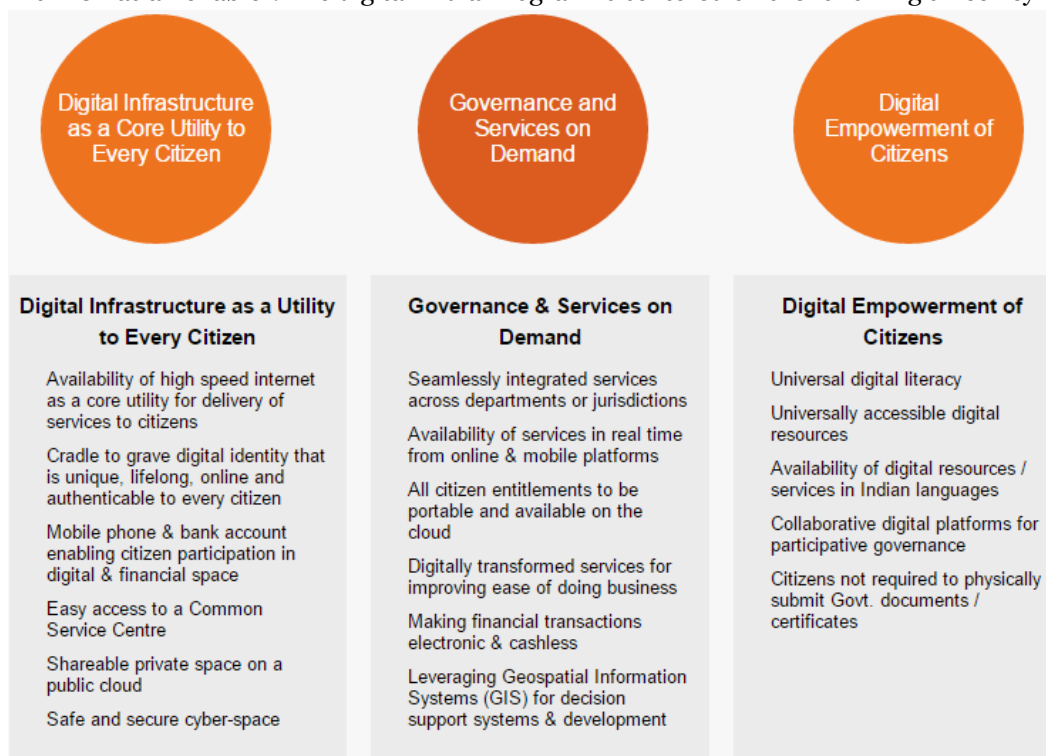 Digital Infrastructure
as a Core Utility to
Every Citizen
Governance and
Services on
Demand
Digital
Empowerment of
Citizens
Digital Infrastructure as a Utility
to Every Citizen
Availability of high speed internet
as a core utility for delivery of
services to citizens
Cradle to grave digital identity that
is unique, lifelong, online and
authenticable to every citizen
Mobile phone & bank account
enabling citizen participation in
digital & financial space
Easy access to a Common
Service Centre
Shareable private space on a
public cloud
Safe and secure cyber-space
Governance & Services on
Demand
Seamlessly integrated services
across departments or jurisdictions
Availability of services in real time
from online & mobile platforms
All citizen entitlements to be
portable and available on the
cloud
Digitally transformed services for
improving ease of doing business
Making financial transactions
electronic & cashless
Leveraging Geospatial Information
Systems (GIS) for decision
support systems & development
Digital Empowerment of
Citizens
Universal digital literacy
Universally accessible digital
resources
Availability of digital resources /
services in Indian languages
Collaborative digital platforms for
participative governance
Citizens not required to physically
submit Govt. documents /
certificates